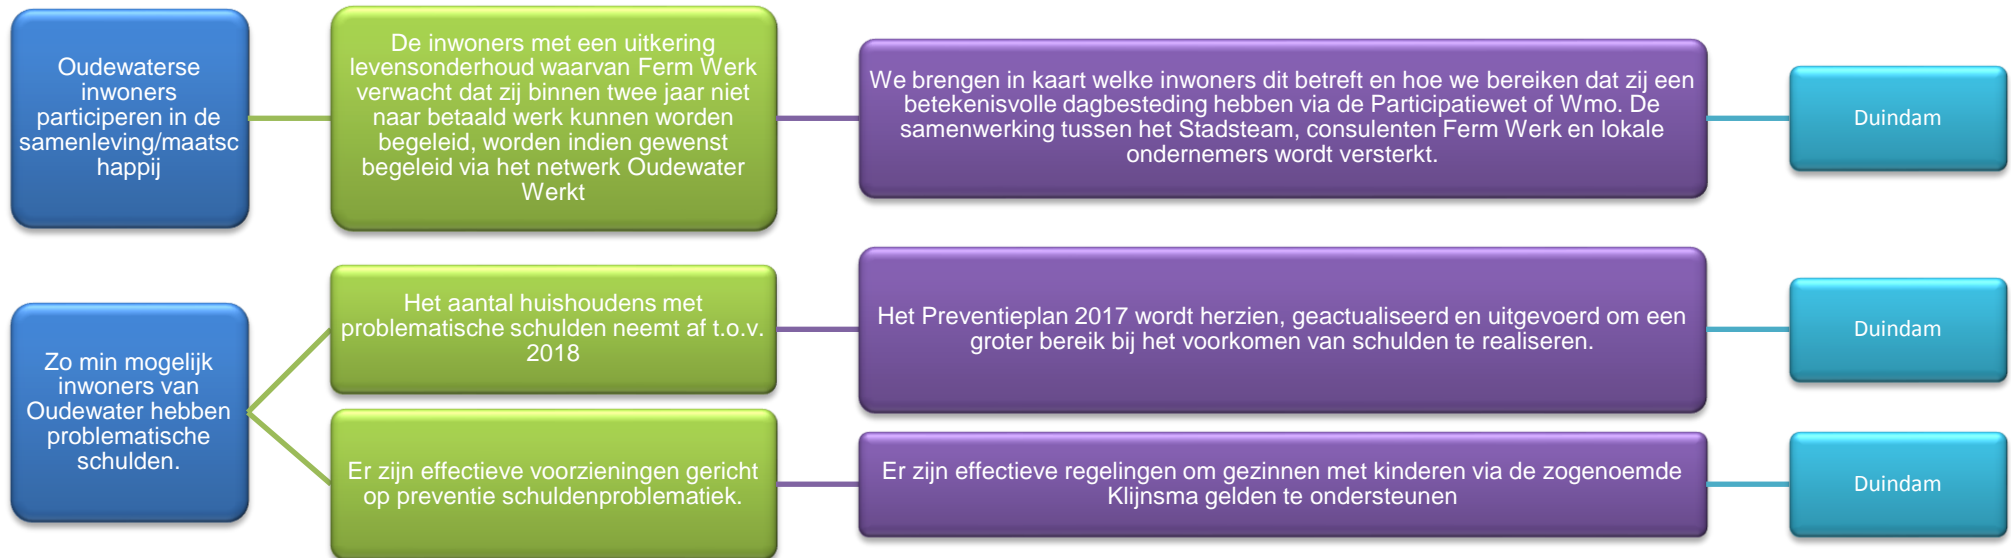 Oudewaterse
inwoners
participeren in de
samenleving/maatsc
happij
De inwoners met een uitkering
levensonderhoud waarvan Ferm Werk
verwacht dat zij binnen twee jaar niet
naar betaald werk kunnen worden
begeleid, worden indien gewenst
begeleid via het netwerk Oudewater
Werkt
We brengen in kaart welke inwoners dit betreft en hoe we bereiken dat zij een
betekenisvolle dagbesteding hebben via de Participatiewet of Wmo. De
samenwerking tussen het Stadsteam, consulenten Ferm Werk en lokale
ondernemers wordt versterkt.
Duindam
Zo min mogelijk
inwoners van
Oudewater hebben
problematische
schulden.
Het aantal huishoudens met
problematische schulden neemt af t.o.v.
2018
Het Preventieplan 2017 wordt herzien, geactualiseerd en uitgevoerd om een
groter bereik bij het voorkomen van schulden te realiseren.
Duindam
Er zijn effectieve voorzieningen gericht
op preventie schuldenproblematiek.
Er zijn effectieve regelingen om gezinnen met kinderen via de zogenoemde
Klijnsma gelden te ondersteunen
Duindam